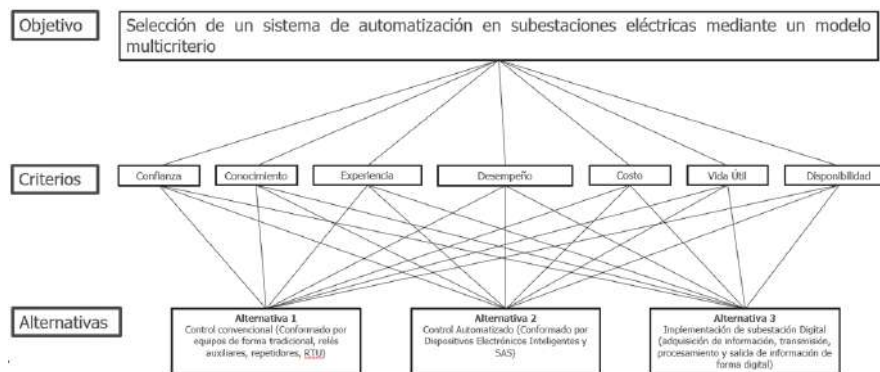 Objetivo
Selección de un sistema de automatización en subestaciones eléctricas mediante un modelo
multicriterio
Criterios
Confianza
Conocimiento
Experiencia
Desempeño
Costo
Vida Útil
Disponibilidad
Alternativas
Alternativa 1
Control convencional (Conformado por
equipos de forma tradicional, relés
auxiliares, repetidores, RTU)
Alternativa 2
Control Automatizado (Conformado por
Dispositivos Electrónicos Inteligentes y
SAS)
Alternativa 3
Implementación de subestación Digital
(adquisición de información, transmisión,
procesamiento y salida de información de
forma digital)